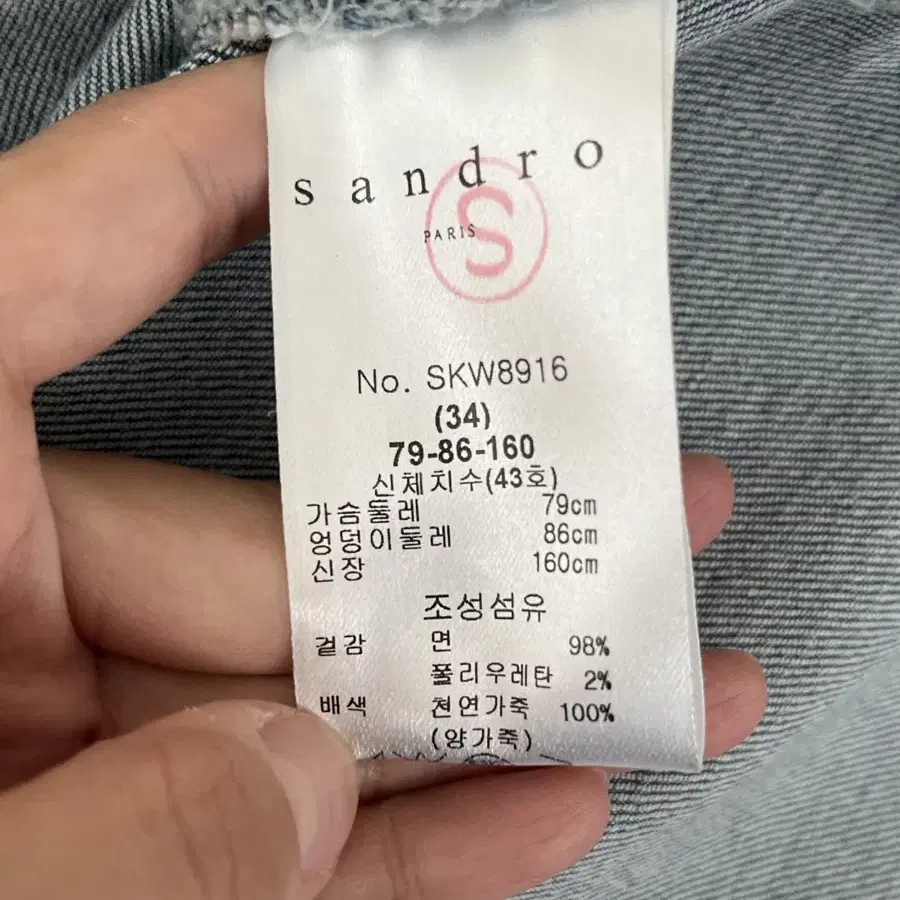 sandro
PARIS
S
No. SKW8916
(34)
79-86-160
신체치수(43호)
가슴둘레 79cm
엉덩이둘레 86cm
신장 160cm
조성섬유
겉감 면 98%
폴리우레탄 2%
배색 천연가죽 100%
(양가죽)